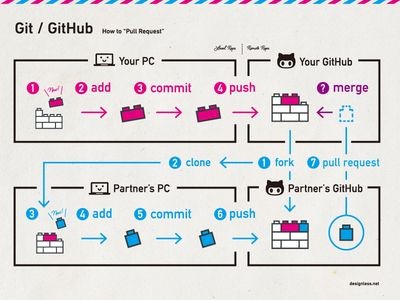 Git / GitHub How to "Pull Request"
Local Repo Remote Repo
Your PC Your GitHub
1 New! 2 add 3 commit 4 push ? merge
2 clone 1 fork 7 pull request
Partner's PC Partner's GitHub
3 New! 4 add 5 commit 6 push
designless.net